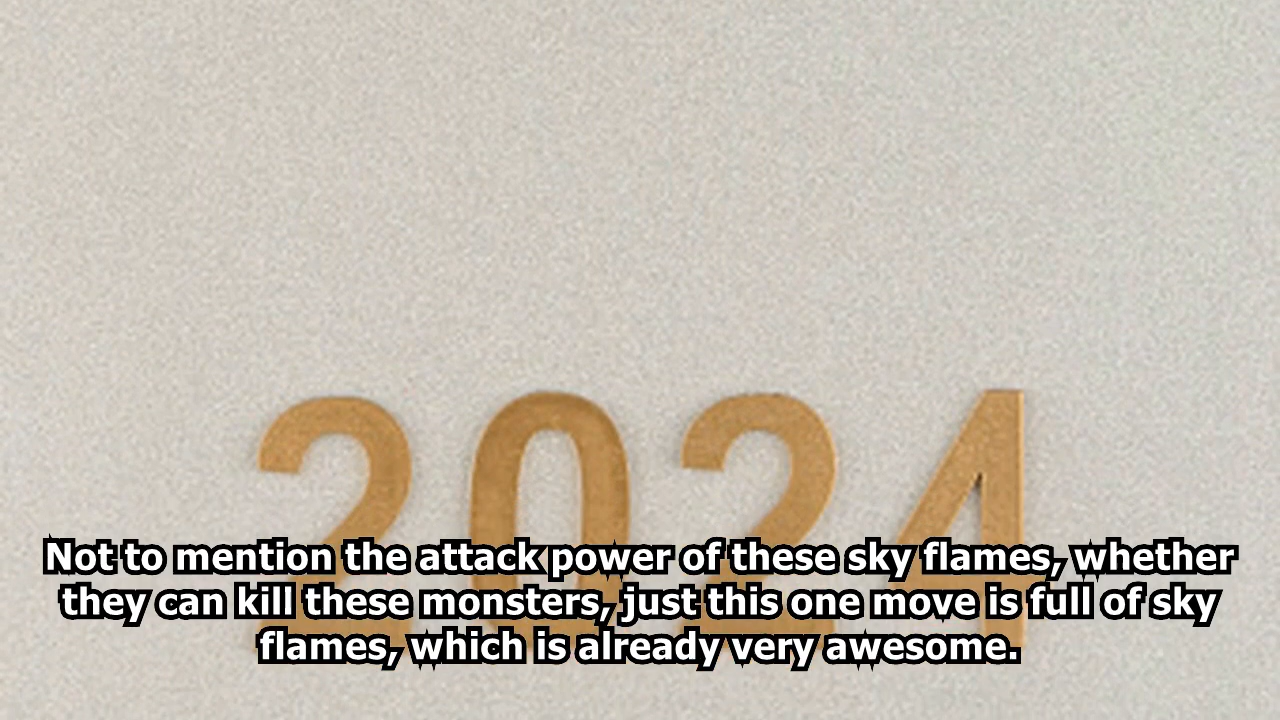 2024
Not to mention the attack power of these sky flames, whether
they can kill these monsters, just this one move is full of sky
flames, which is already very awesome.